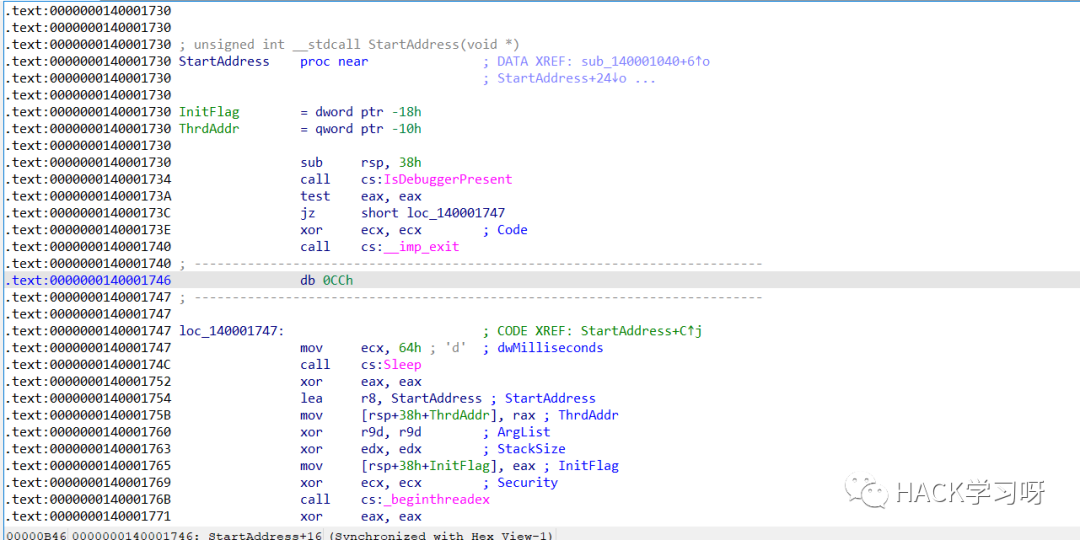 .text:0000000140001730
.text:0000000140001730
.text:0000000140001730 ; unsigned int __stdcall StartAddress(void *)
.text:0000000140001730 StartAddress    proc near               ; DATA XREF: sub_140001040+6↑o
.text:0000000140001730                                         ; StartAddress+24↓o ...
.text:0000000140001730
.text:0000000140001730 InitFlag        = dword ptr -18h
.text:0000000140001730 ThrdAddr        = qword ptr -10h
.text:0000000140001730
.text:0000000140001730                 sub     rsp, 38h
.text:0000000140001734                 call    cs:IsDebuggerPresent
.text:000000014000173A                 test    eax, eax
.text:000000014000173C                 jz      short loc_140001747
.text:000000014000173E                 xor     ecx, ecx        ; Code
.text:0000000140001740                 call    cs:__imp_exit
.text:0000000140001740 ; ---------------------------------------------------------------------------
.text:0000000140001746                 db 0CCh
.text:0000000140001747 ; ---------------------------------------------------------------------------
.text:0000000140001747
.text:0000000140001747 loc_140001747:                          ; CODE XREF: StartAddress+C↑j
.text:0000000140001747                 mov     ecx, 64h ; 'd'  ; dwMilliseconds
.text:000000014000174C                 call    cs:Sleep
.text:0000000140001752                 xor     eax, eax
.text:0000000140001754                 lea     r8, StartAddress ; StartAddress
.text:000000014000175B                 mov     [rsp+38h+ThrdAddr], rax ; ThrdAddr
.text:0000000140001760                 xor     r9d, r9d        ; ArgList
.text:0000000140001763                 xor     edx, edx        ; StackSize
.text:0000000140001765                 mov     [rsp+38h+InitFlag], eax ; InitFlag
.text:0000000140001769                 xor     ecx, ecx        ; Security
.text:000000014000176B                 call    cs:_beginthreadex
.text:0000000140001771                 xor     eax, eax
HACK学习呀
00000B46 0000000140001746: StartAddress+16 (Synchronized with Hex View-1)